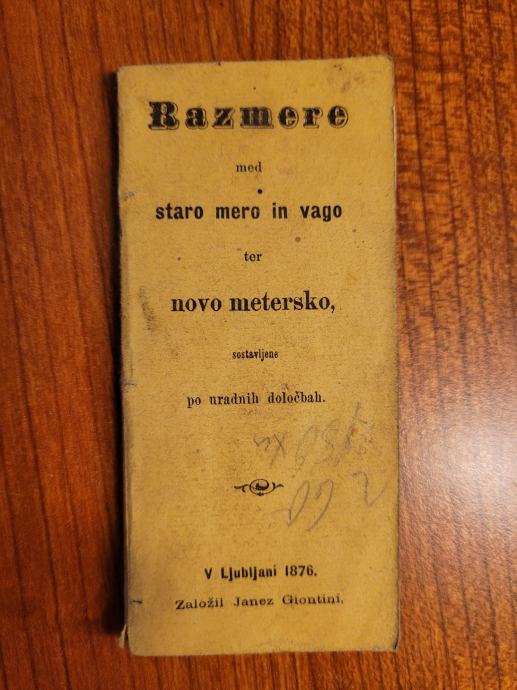 Razmere
med
staro mero in vago
ter
novo metersko,
sostavljene
po uradnih določbah.
V Ljubljani 1876.
Založil Janez Giontini.